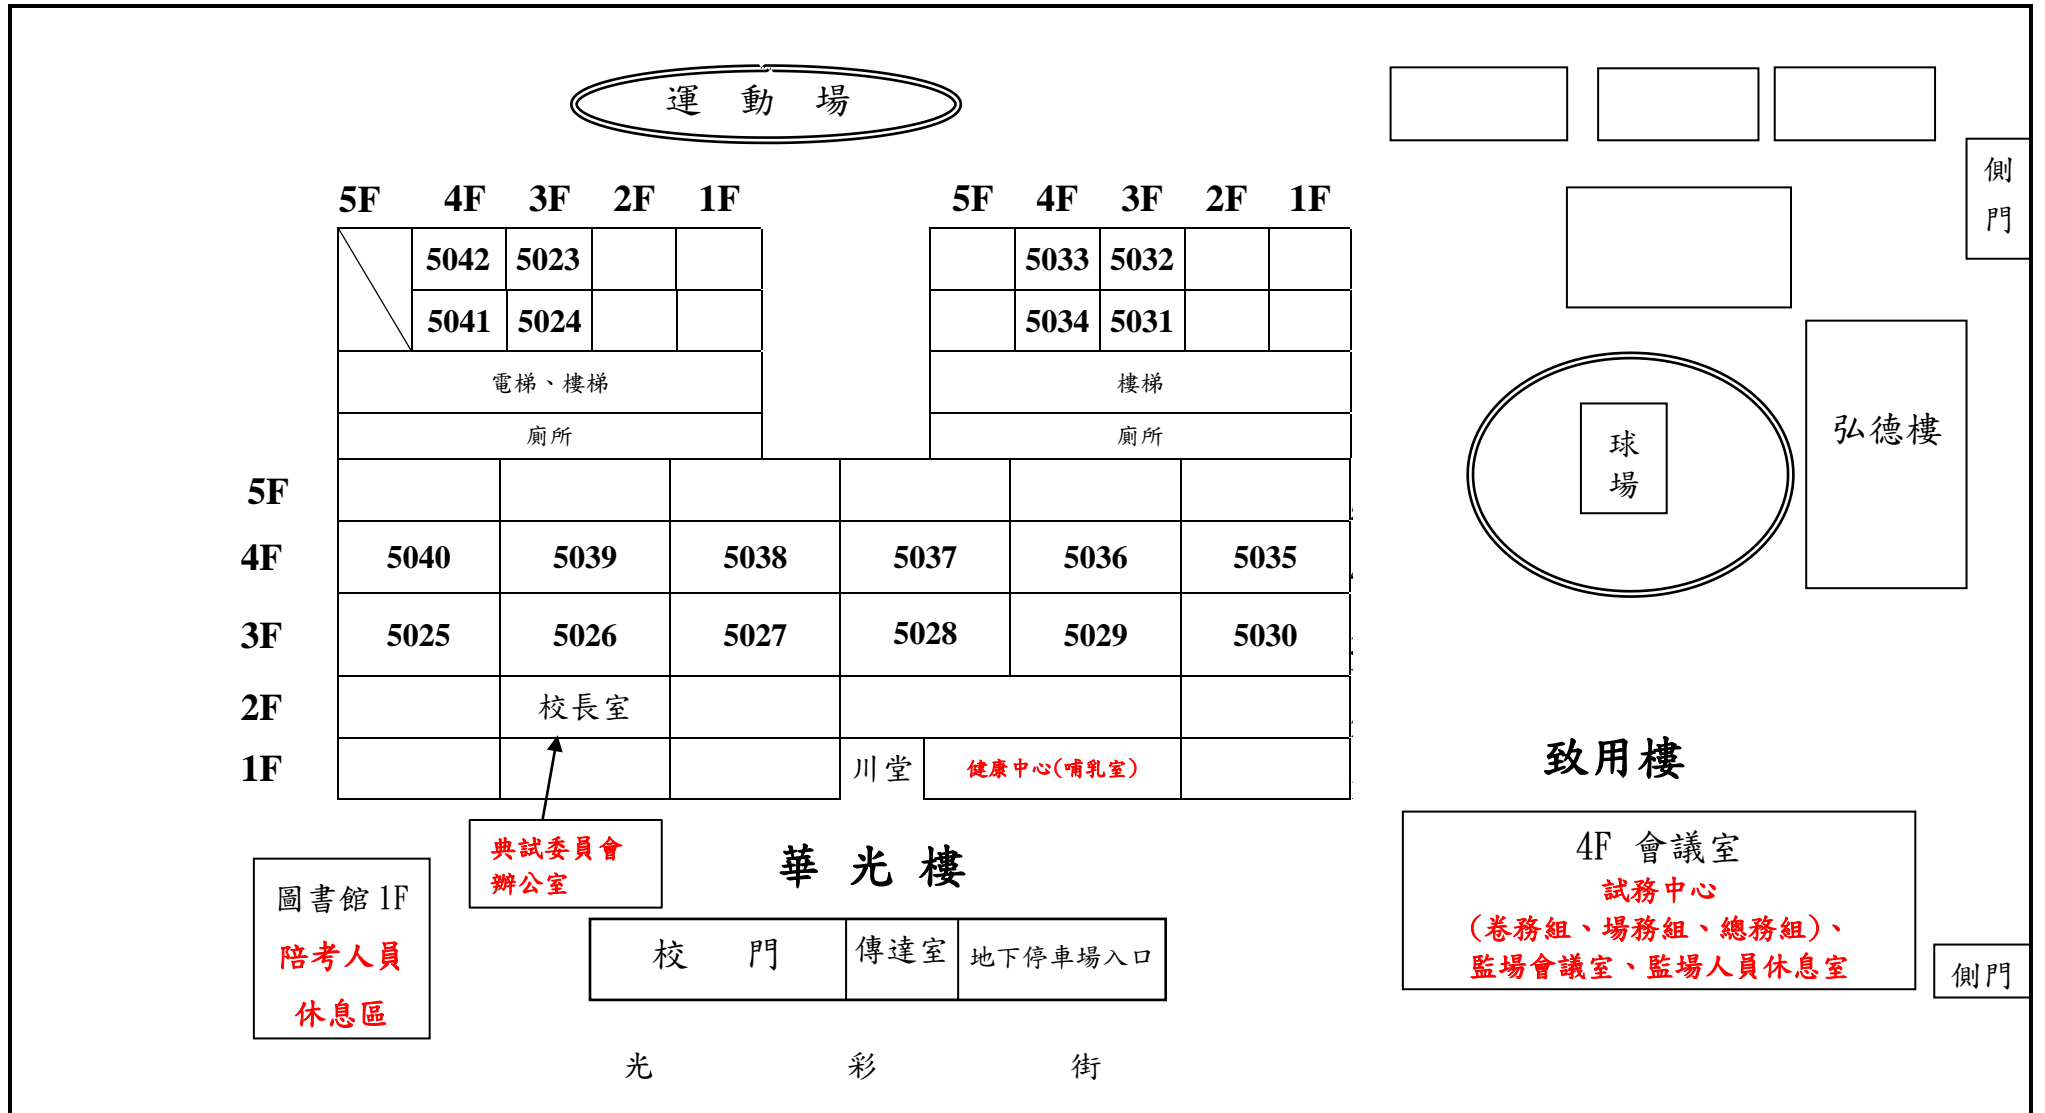 運 動 場
側
門
5F 4F 3F 2F 1F
5F 4F 3F 2F 1F
5042 5023
5033 5032
5041 5024
5034 5031
電梯、樓梯
樓梯
廁所
廁所
5F
4F 5040 5039 5038 5037 5036 5035
3F 5025 5026 5027 5028 5029 5030
2F 校長室
1F 川堂 健康中心(哺乳室)
球
場
弘德樓
典試委員會
辦公室
華 光 樓
圖書館 1F
陪考人員
休息區
校 門 傳達室 地下停車場入口
致用樓
4F 會議室
試務中心
(卷務組、場務組、總務組)、
監場會議室、監場人員休息室
側門
光 彩 街